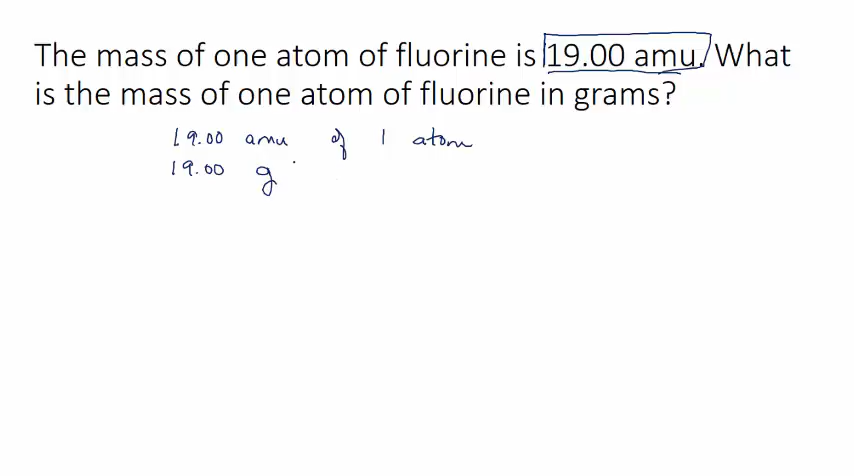 The mass of one atom of fluorine is 19.00 amu. What
is the mass of one atom of fluorine in grams?
19.00 amu of 1 atom
19.00 g